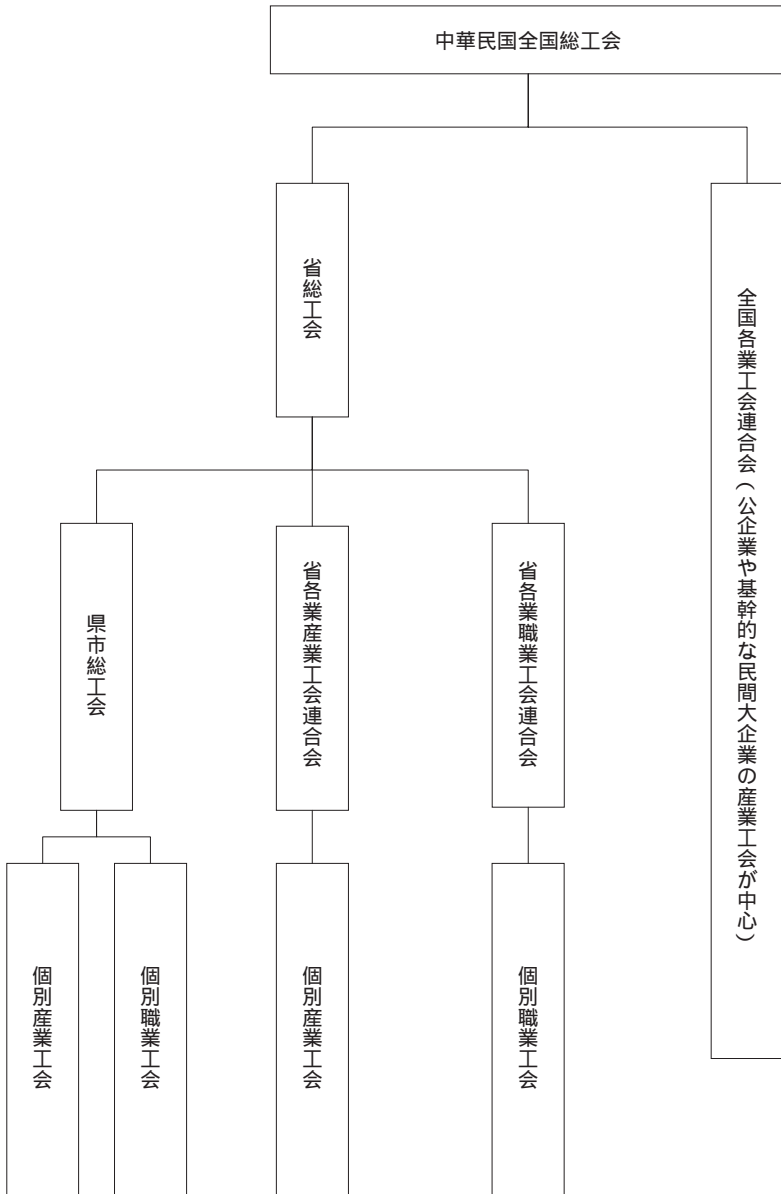 中華民国全国総工会
省総工会
全国各業工会連合会（公企業や基幹的な民間大企業の産業工会が中心）
県市総工会
省各業産業工会連合会
省各業職業工会連合会
個別産業工会
個別職業工会
個別産業工会
個別職業工会